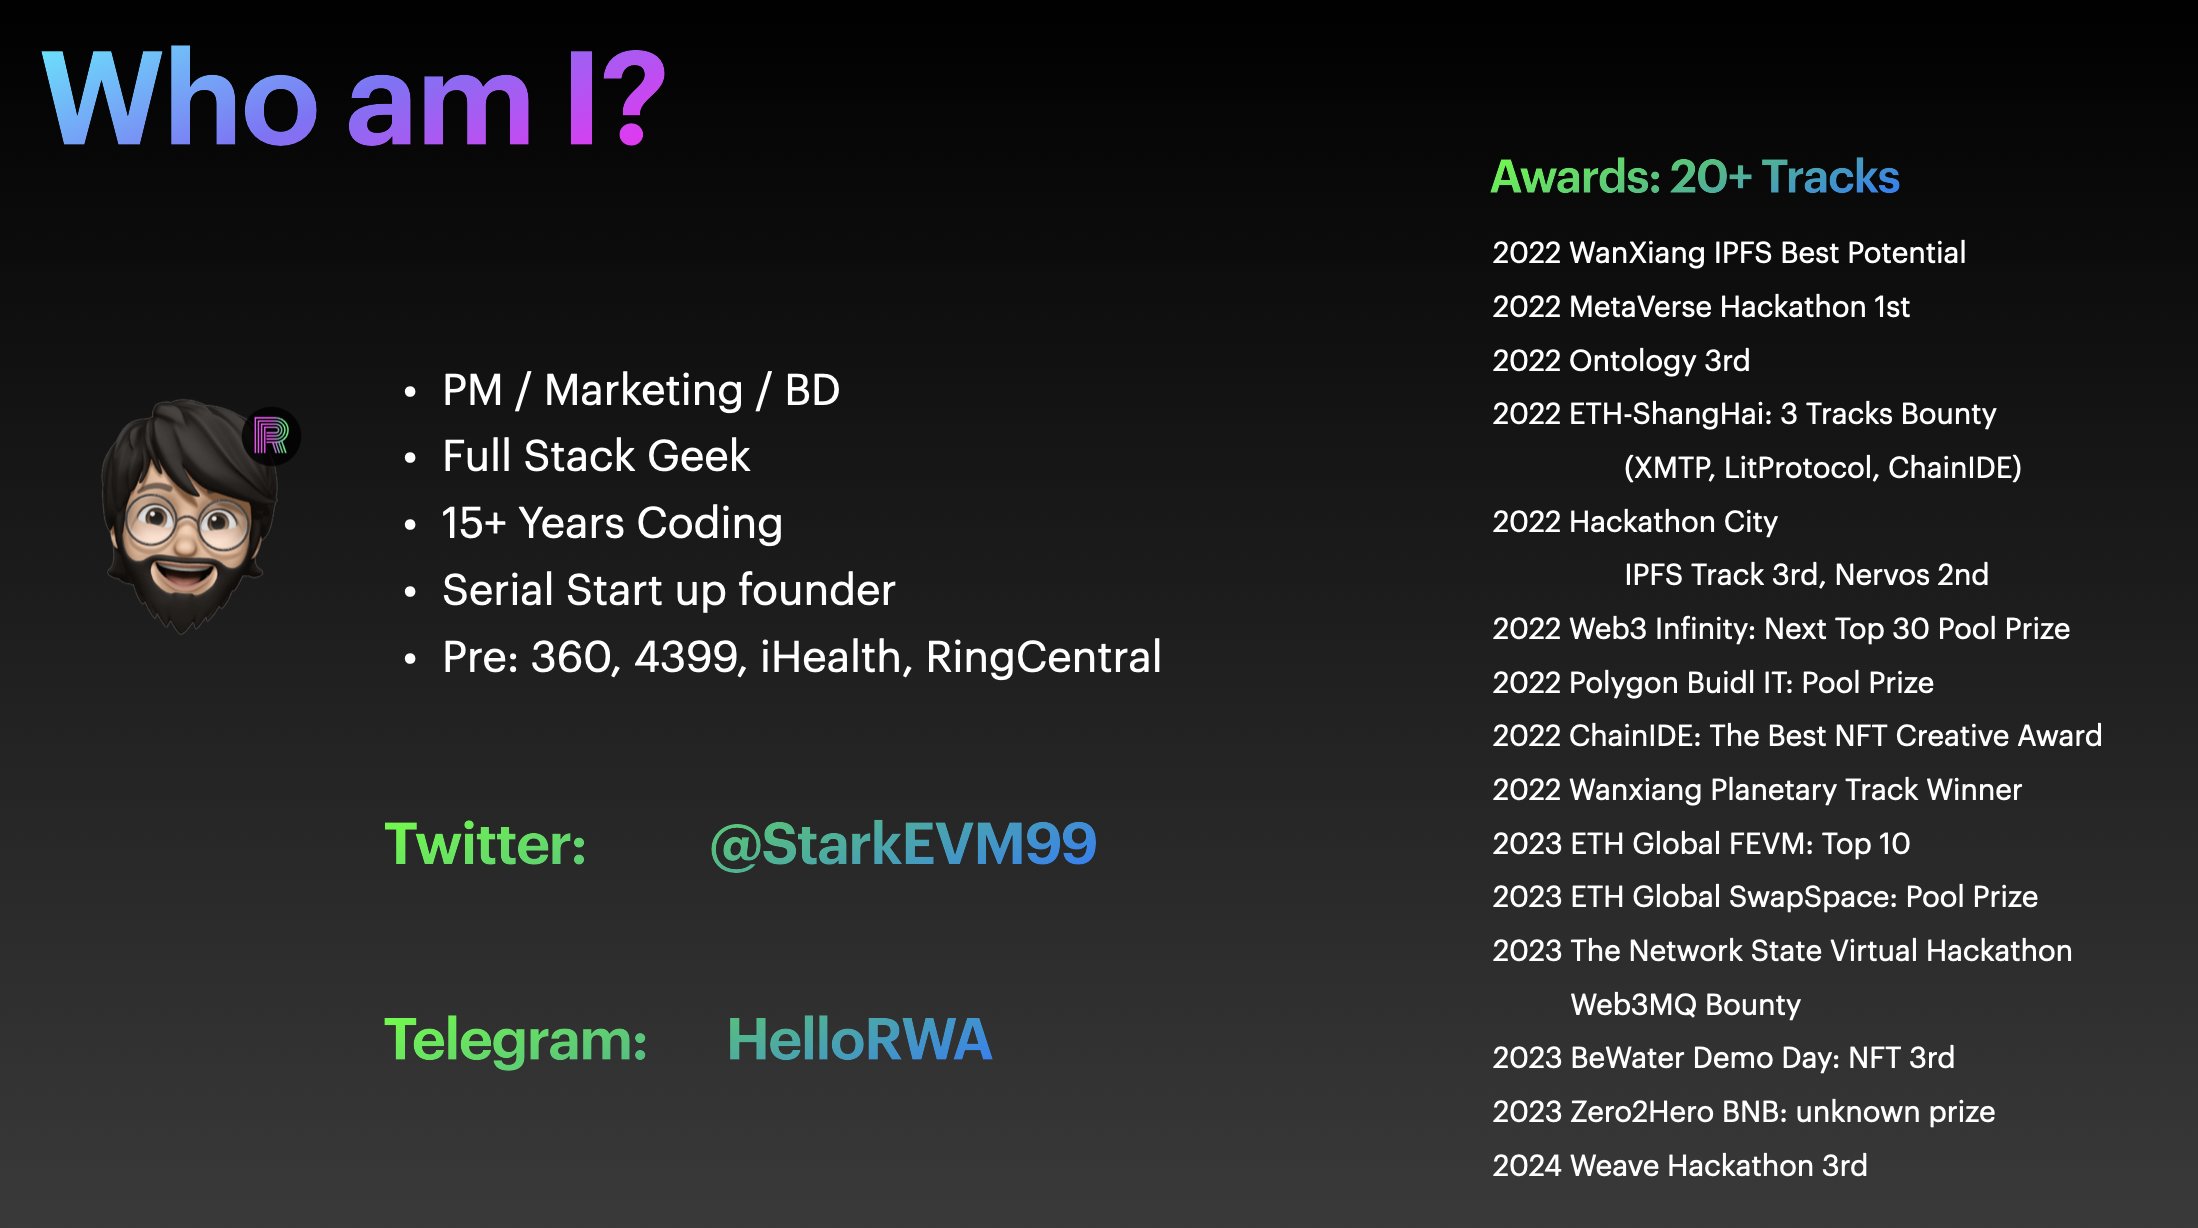 Who am I?
• PM / Marketing / BD
• Full Stack Geek
• 15+ Years Coding
• Serial Start up founder
• Pre: 360, 4399, iHealth, RingCentral
Twitter: @StarkEVM99
Telegram: HelloRWA
Awards: 20+ Tracks
2022 WanXiang IPFS Best Potential
2022 MetaVerse Hackathon 1st
2022 Ontology 3rd
2022 ETH-ShangHai: 3 Tracks Bounty
(XMTP, LitProtocol, ChainIDE)
2022 Hackathon City
IPFS Track 3rd, Nervos 2nd
2022 Web3 Infinity: Next Top 30 Pool Prize
2022 Polygon Buidl IT: Pool Prize
2022 ChainIDE: The Best NFT Creative Award
2022 Wanxiang Planetary Track Winner
2023 ETH Global FEVM: Top 10
2023 ETH Global SwapSpace: Pool Prize
2023 The Network State Virtual Hackathon
Web3MQ Bounty
2023 BeWater Demo Day: NFT 3rd
2023 Zero2Hero BNB: unknown prize
2024 Weave Hackathon 3rd
R